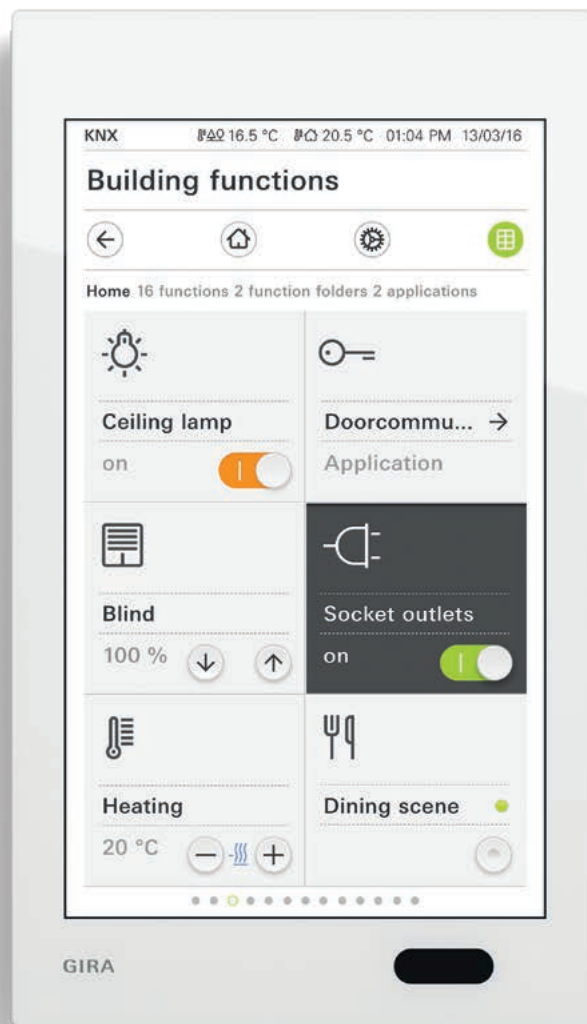 KNX 16.5 °C 20.5 °C 01:04 PM 13/03/16
Building functions
Home 16 functions 2 function folders 2 applications
Ceiling lamp
on
Doorcommu...
Application
Blind
100 %
Socket outlets
on
Heating
20 °C
Dining scene
GIRA